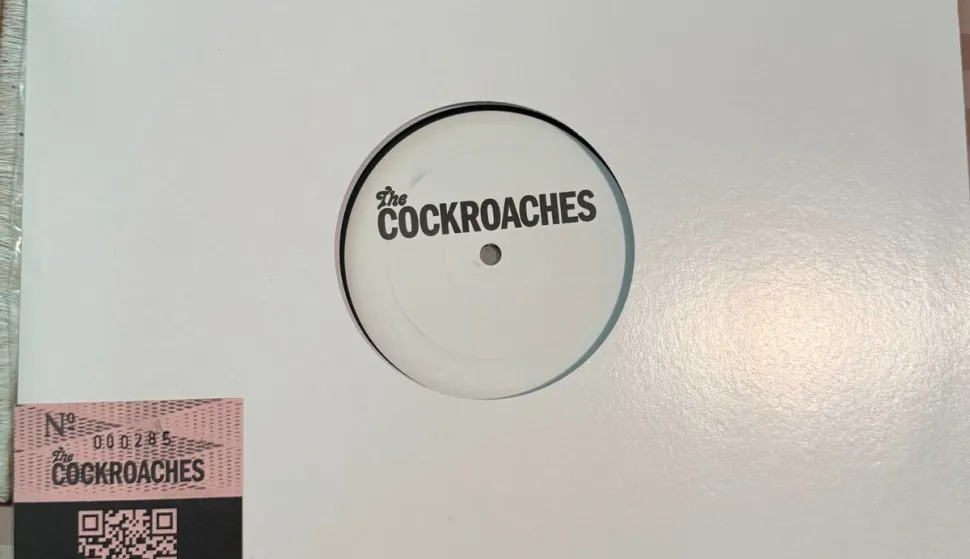 The
COCKROACHES
Nº
000285
The
COCKROACHES